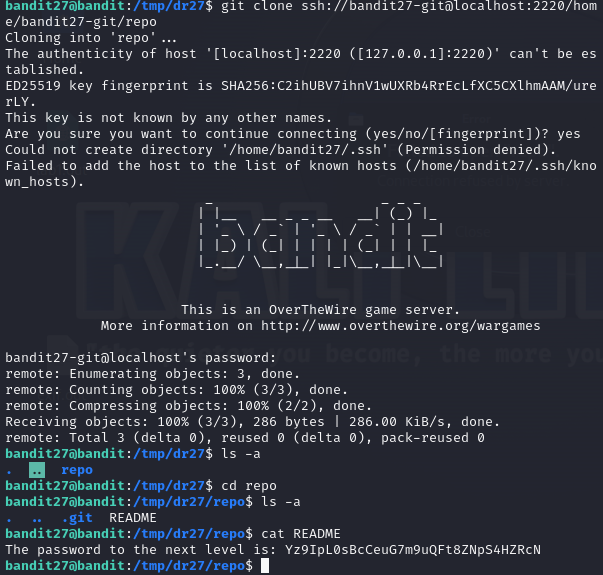 bandit27@bandit:/tmp/dr27$ git clone ssh://bandit27-git@localhost:2220/hom
e/bandit27-git/repo
Cloning into 'repo'...
The authenticity of host '[localhost]:2220 ([127.0.0.1]:2220)' can't be es
tablished.
ED25519 key fingerprint is SHA256:C2ihUBV7ihnV1wUXRb4RrEcLfXC5CXlhmAAM/ure
rLY.
This key is not known by any other names.
Are you sure you want to continue connecting (yes/no/[fingerprint])? yes
Could not create directory '/home/bandit27/.ssh' (Permission denied).
Failed to add the host to the list of known hosts (/home/bandit27/.ssh/kno
wn_hosts).
bandit
This is an OverTheWire game server.
More information on http://www.overthewire.org/wargames
bandit27-git@localhost's password:
remote: Enumerating objects: 3, done.
remote: Counting objects: 100% (3/3), done.
remote: Compressing objects: 100% (2/2), done.
Receiving objects: 100% (3/3), 286 bytes | 286.00 KiB/s, done.
remote: Total 3 (delta 0), reused 0 (delta 0), pack-reused 0
bandit27@bandit:/tmp/dr27$ ls -a
. .. repo
bandit27@bandit:/tmp/dr27$ cd repo
bandit27@bandit:/tmp/dr27/repo$ ls -a
. .. .git README
bandit27@bandit:/tmp/dr27/repo$ cat README
The password to the next level is: Yz9IpL0sBcCeuG7m9uQFt8ZNpS4HZRcN
bandit27@bandit:/tmp/dr27/repo$